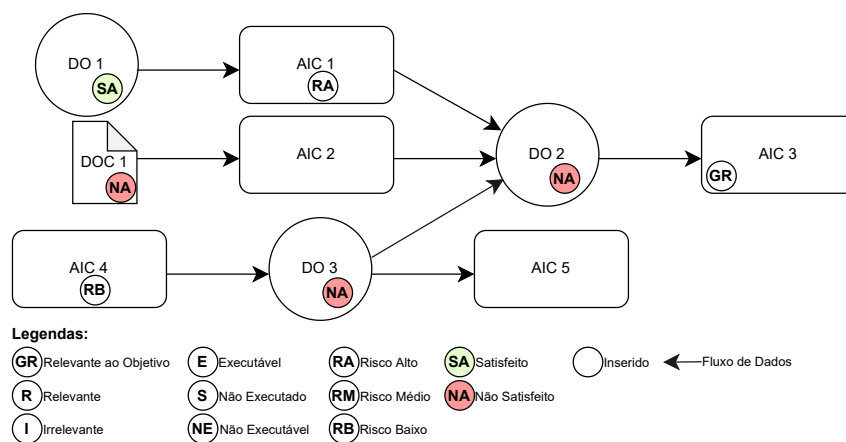 DO 1
SA
AIC 1
RA
DOC 1
NA
AIC 2
DO 2
NA
AIC 3
GR
AIC 4
RB
DO 3
NA
AIC 5
Legendas:
GR Relevante ao Objetivo
E Executável
RA Risco Alto
SA Satisfeito
Inserido
Fluxo de Dados
R Relevante
S Não Executado
RM Risco Médio
NA Não Satisfeito
I Irrelevante
NE Não Executável
RB Risco Baixo